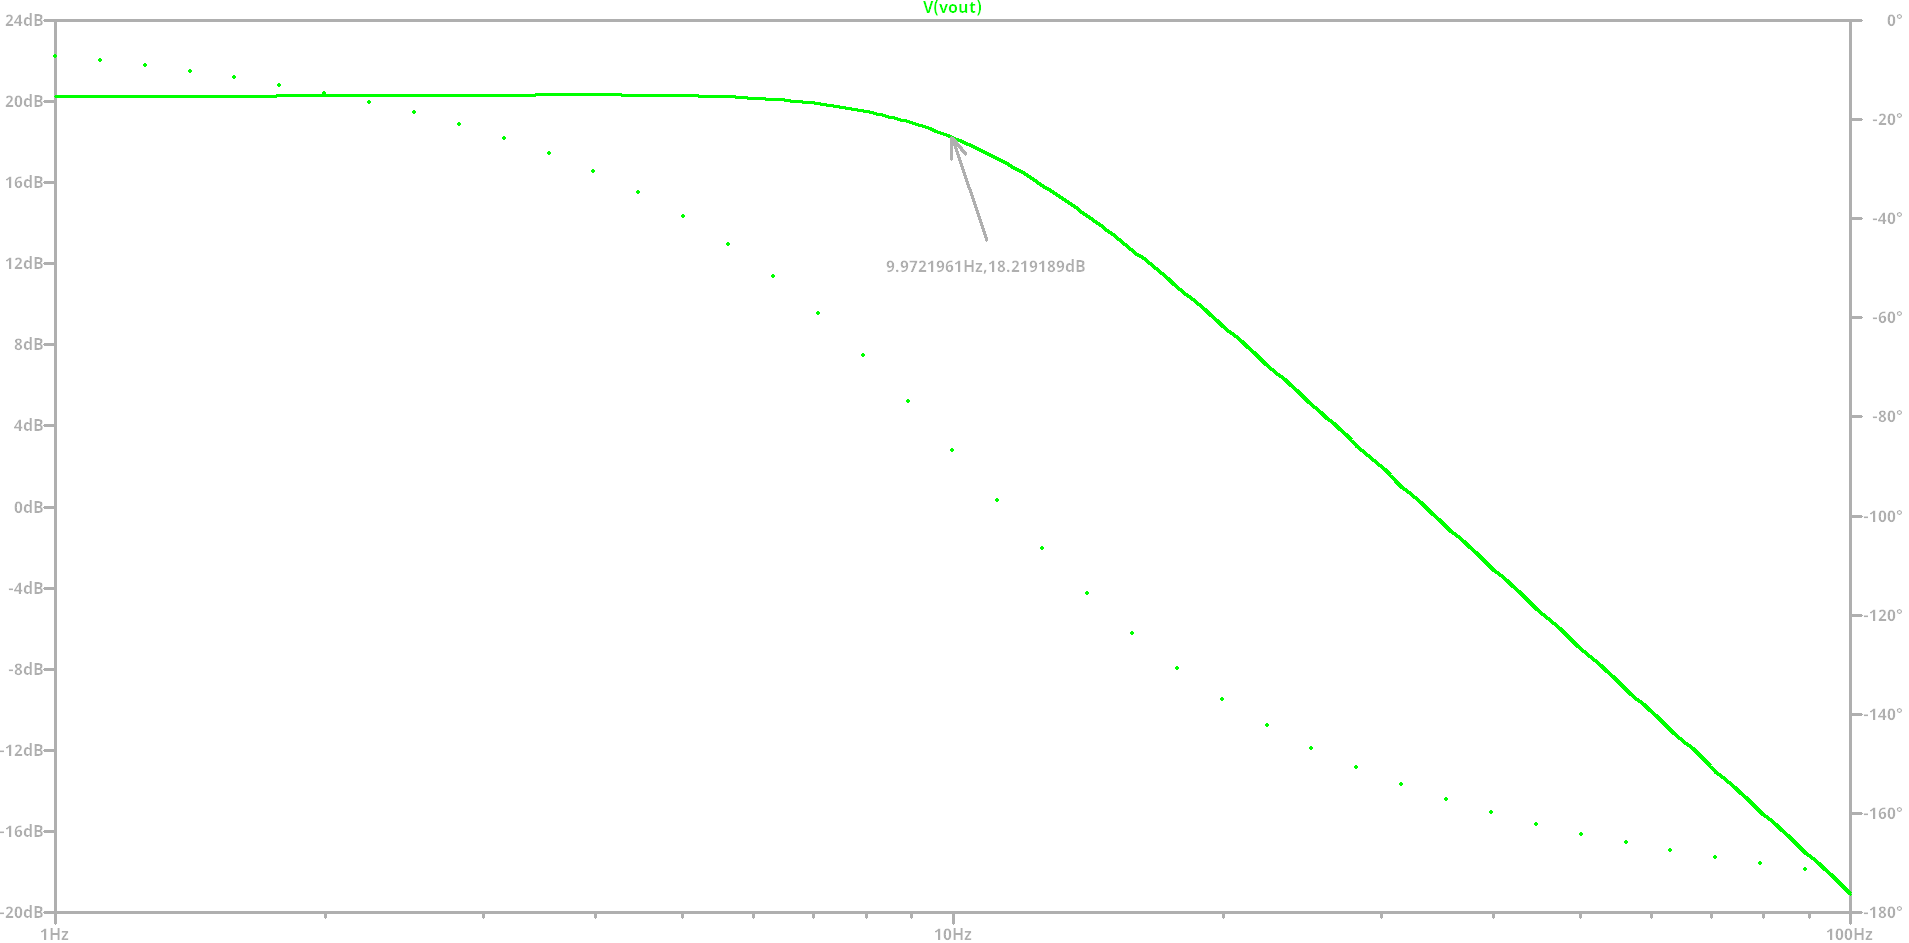 V(vout)
24dB
0°
20dB
-20°
16dB
-40°
12dB
9.9721961Hz,18.219189dB
-60°
8dB
-80°
4dB
0dB
-100°
-4dB
-120°
-8dB
-140°
-12dB
-160°
-16dB
-20dB
-180°
1Hz
10Hz
100Hz